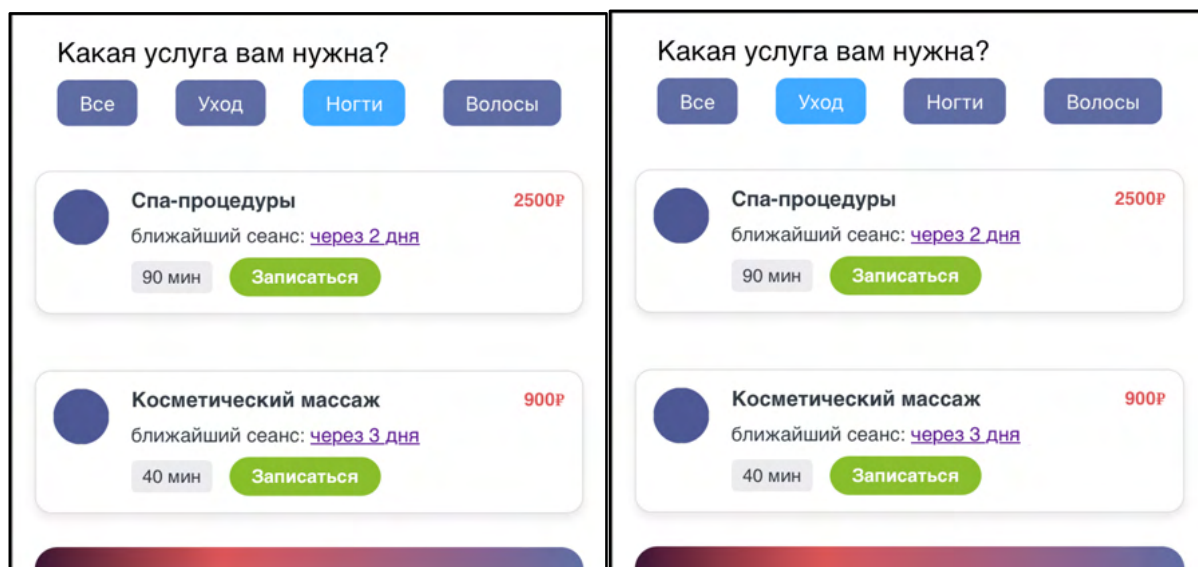 Какая услуга вам нужна?
Все Уход Ногти Волосы
Спа-процедуры 2500₽
ближайший сеанс: через 2 дня
90 мин Записаться
Косметический массаж 900₽
ближайший сеанс: через 3 дня
40 мин Записаться
Какая услуга вам нужна?
Все Уход Ногти Волосы
Спа-процедуры 2500₽
ближайший сеанс: через 2 дня
90 мин Записаться
Косметический массаж 900₽
ближайший сеанс: через 3 дня
40 мин Записаться